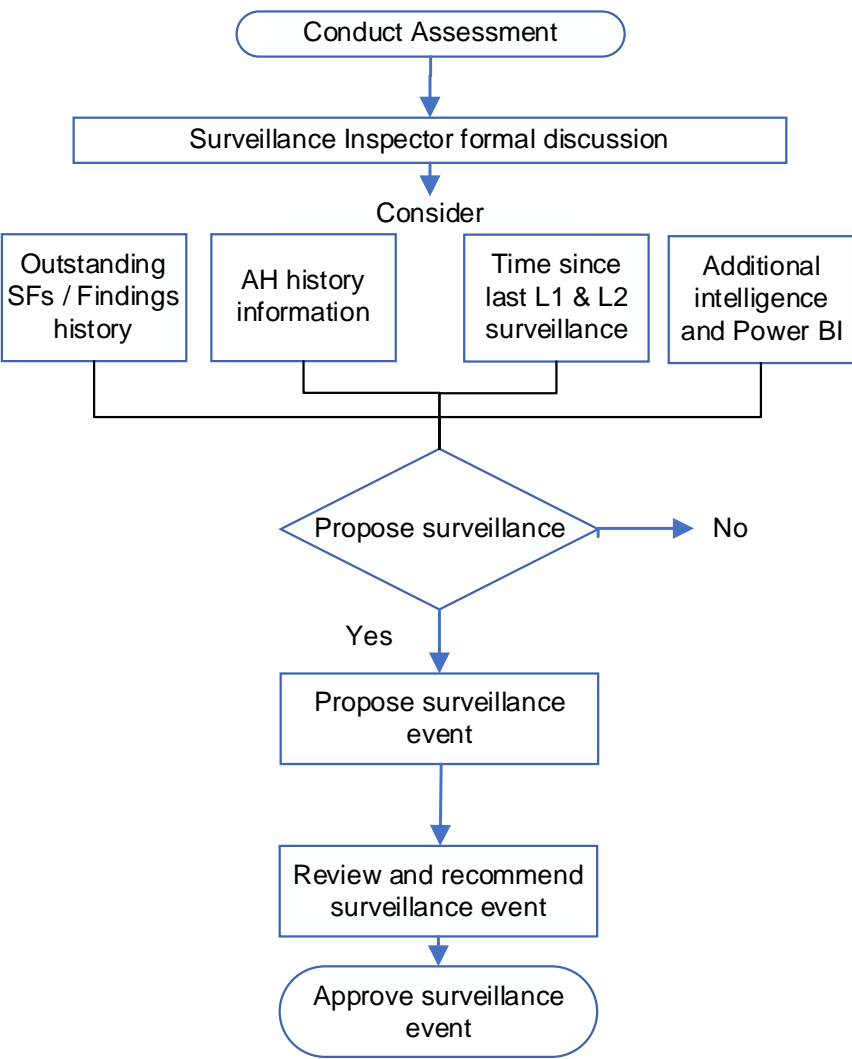 Conduct Assessment
Surveillance Inspector formal discussion
Consider
Outstanding
SFs / Findings
history
AH history
information
Time since
last L1 & L2
surveillance
Additional
intelligence
and Power BI
Propose surveillance
No
Yes
Propose surveillance
event
Review and recommend
surveillance event
Approve surveillance
event